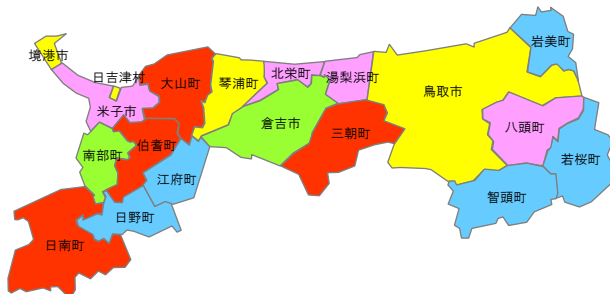 岩美町
境港市
北栄町
日吉津村
大山町
琴浦町
湯梨浜町
鳥取市
米子市
倉吉市
八頭町
三朝町
伯耆町
南部町
若桜町
江府町
智頭町
日野町
日南町